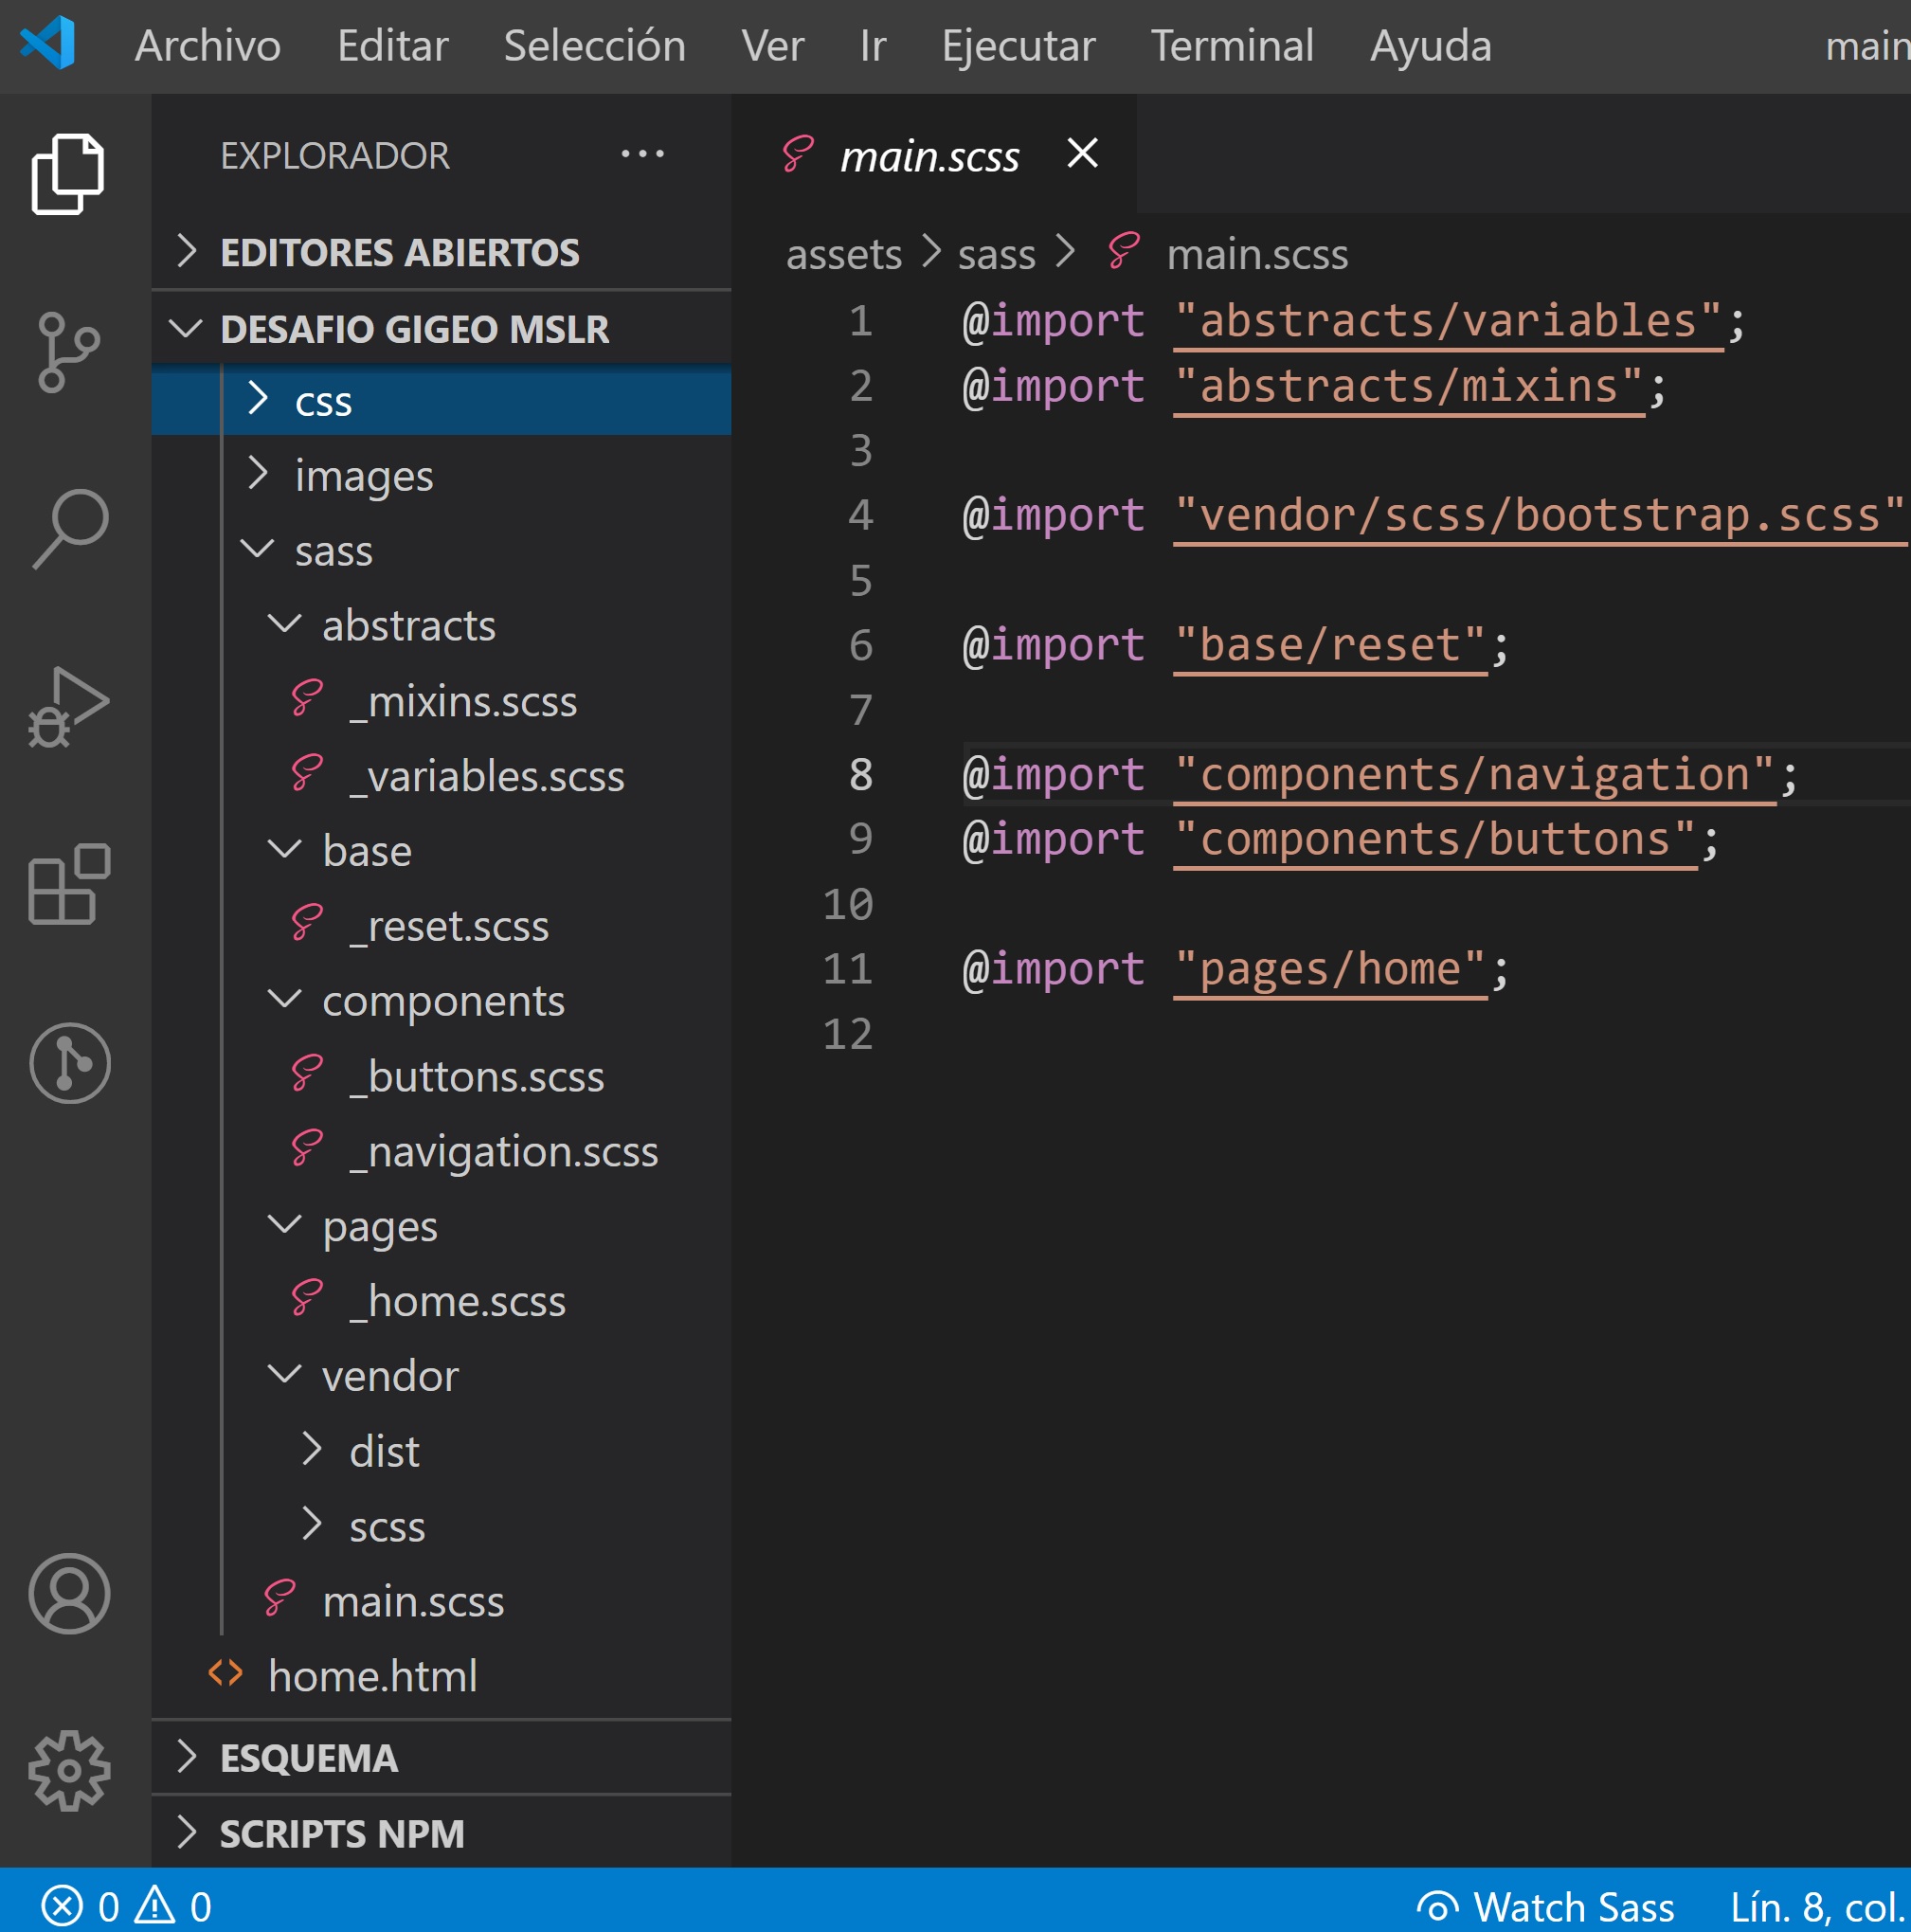 Archivo Editar Selección Ver Ir Ejecutar Terminal Ayuda main
EXPLORADOR ...
EDITORES ABIERTOS
DESAFIO GIGEO MSLR
css
images
sass
abstracts
_mixins.scss
_variables.scss
base
_reset.scss
components
_buttons.scss
_navigation.scss
pages
_home.scss
vendor
dist
scss
main.scss
home.html
ESQUEMA
SCRIPTS NPM
main.scss
assets > sass > main.scss
1 @import "abstracts/variables";
2 @import "abstracts/mixins";
3
4 @import "vendor/scss/bootstrap.scss"
5
6 @import "base/reset";
7
8 @import "components/navigation";
9 @import "components/buttons";
10
11 @import "pages/home";
12
0 0 Watch Sass Lín. 8, col.